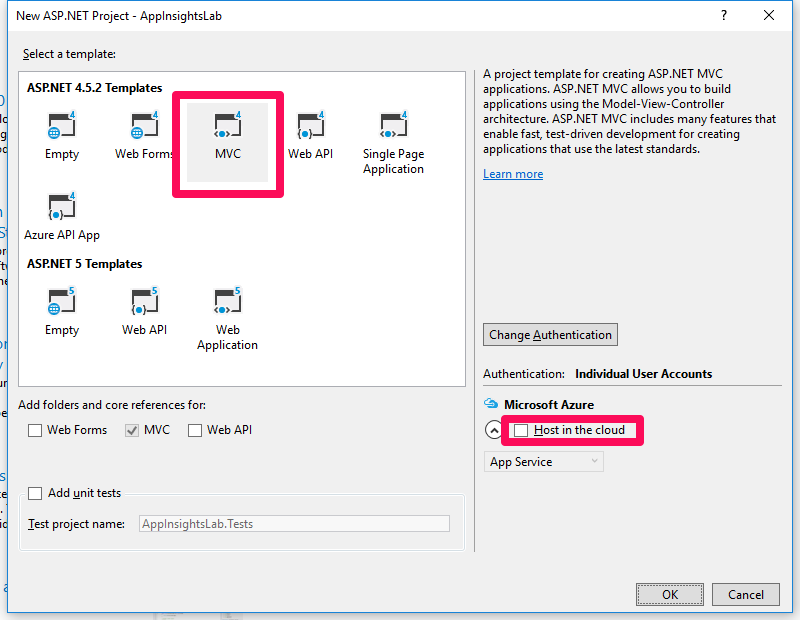 New ASP.NET Project - AppInsightsLab
Select a template:
ASP.NET 4.5.2 Templates
Empty
Web Forms
MVC
Web API
Single Page
Application
Azure API App
ASP.NET 5 Templates
Empty
Web API
Web
Application
A project template for creating ASP.NET MVC
applications. ASP.NET MVC allows you to build
applications using the Model-View-Controller
architecture. ASP.NET MVC includes many features that
enable fast, test-driven development for creating
applications that use the latest standards.
Learn more
Change Authentication
Authentication: Individual User Accounts
Microsoft Azure
Host in the cloud
App Service
Add folders and core references for:
Web Forms
MVC
Web API
Add unit tests
Test project name: AppInsightsLab.Tests
OK
Cancel